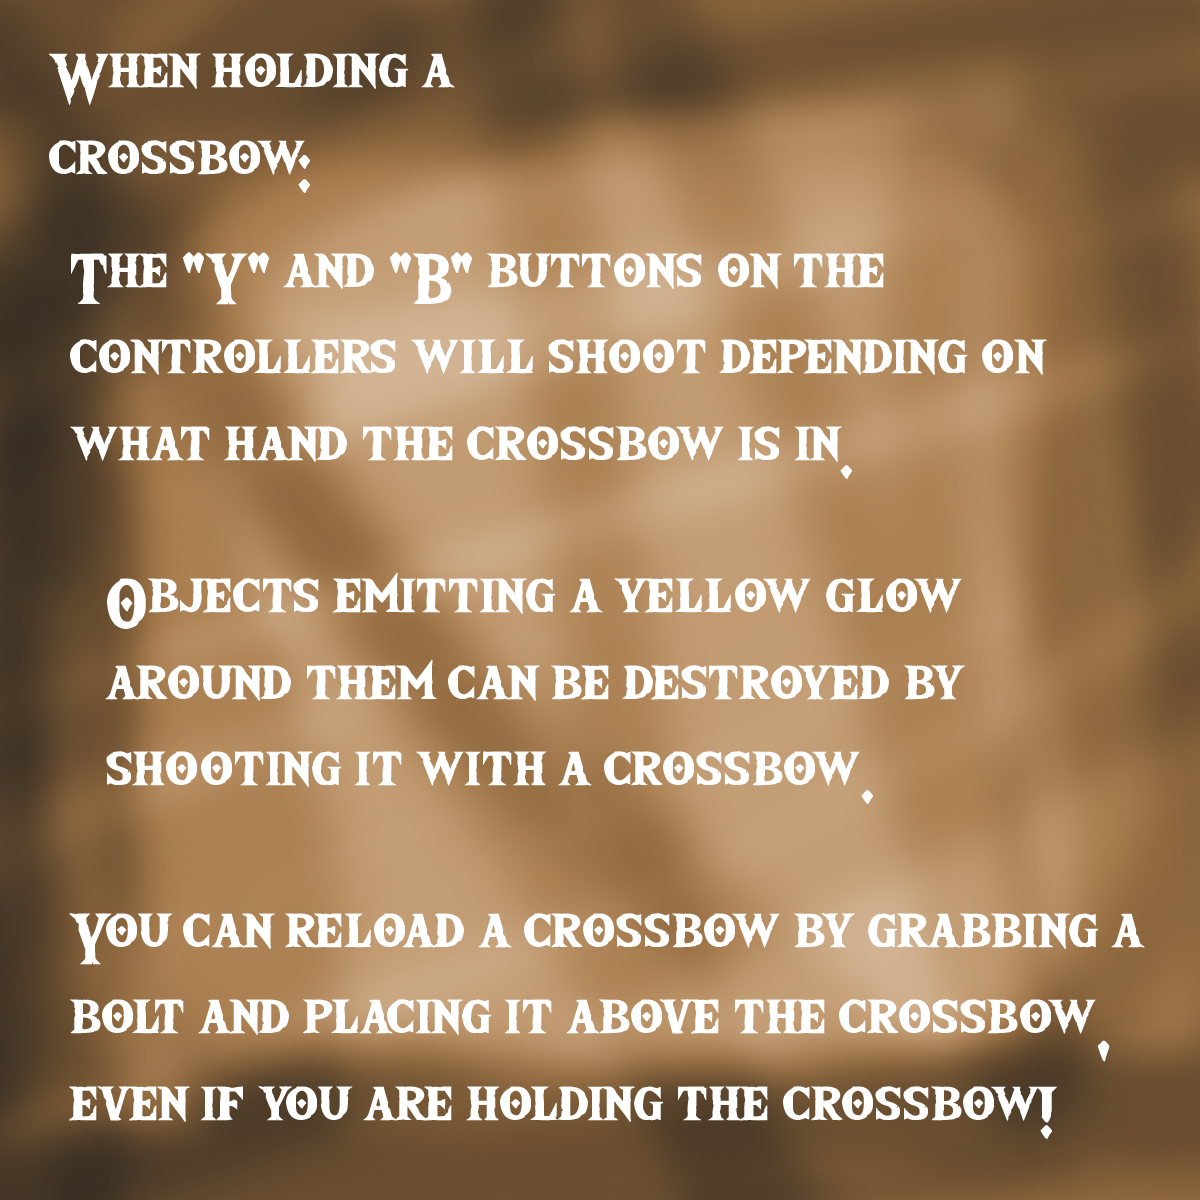 When holding a
crossbow:
The "Y" and "B" buttons on the
controllers will shoot depending on
what hand the crossbow is in.
Objects emitting a yellow glow
around them can be destroyed by
shooting it with a crossbow.
You can reload a crossbow by grabbing a
bolt and placing it above the crossbow,
even if you are holding the crossbow!